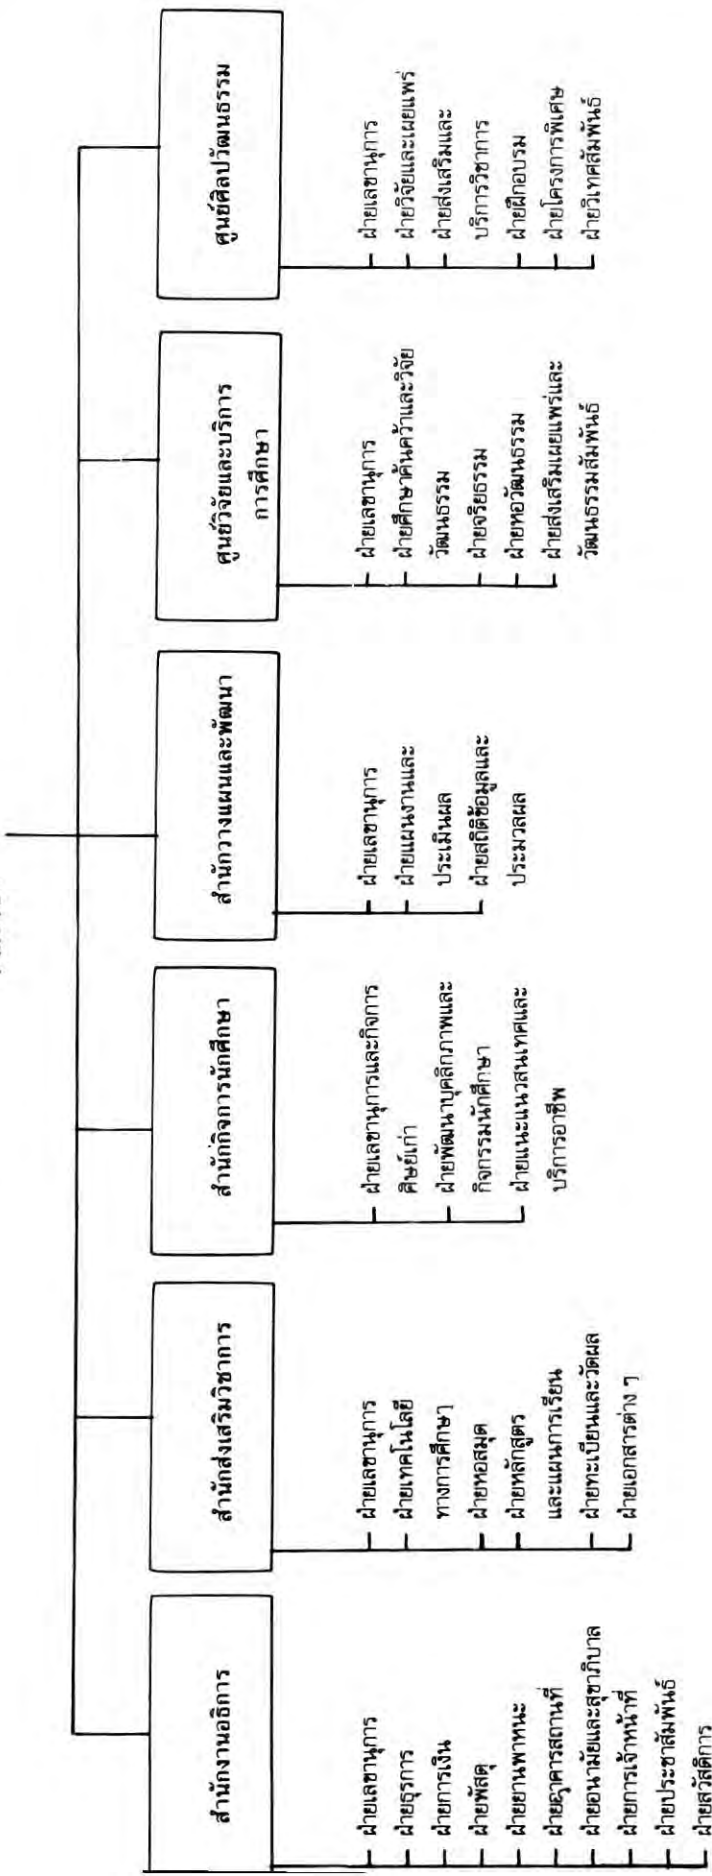 สำนักงานอธิการ
ฝ่ายเลขานุการ
ฝ่ายธุรการ
ฝ่ายการเงิน
ฝ่ายพัสดุ
ฝ่ายยานพาหนะ
ฝ่ายอาคารสถานที่
ฝ่ายอนามัยและสุขาภิบาล
ฝ่ายการเจ้าหน้าที่
ฝ่ายประชาสัมพันธ์
ฝ่ายสวัสดิการ
สำนักส่งเสริมวิชาการ
ฝ่ายเลขานุการ
ฝ่ายเทคโนโลยี
ทางการศึกษา
ฝ่ายหอสมุด
ฝ่ายหลักสูตร
และแผนการเรียน
ฝ่ายทะเบียนและวัดผล
ฝ่ายเอกสารต่าง ๆ
สำนักกิจการนักศึกษา
ฝ่ายเลขานุการและกิจการ
ศิษย์เก่า
ฝ่ายพัฒนาบุคลิกภาพและ
กิจกรรมนักศึกษา
ฝ่ายแนะแนวสนเทศและ
บริการอาชีพ
สำนักวางแผนและพัฒนา
ฝ่ายเลขานุการ
ฝ่ายแผนงานและ
ประเมินผล
ฝ่ายสถิติข้อมูลและ
ประมวลผล
ศูนย์วิจัยและบริการ
การศึกษา
ฝ่ายเลขานุการ
ฝ่ายศึกษาค้นคว้าและวิจัย
วัฒนธรรม
ฝ่ายจริยธรรม
ฝ่ายหอวัฒนธรรม
ฝ่ายส่งเสริมเผยแพร่และ
วัฒนธรรมสัมพันธ์
ศูนย์ศิลปวัฒนธรรม
ฝ่ายเลขานุการ
ฝ่ายวิจัยและเผยแพร่
ฝ่ายส่งเสริมและ
บริการวิชาการ
ฝ่ายฝึกอบรม
ฝ่ายโครงการพิเศษ
ฝ่ายวิเทศสัมพันธ์